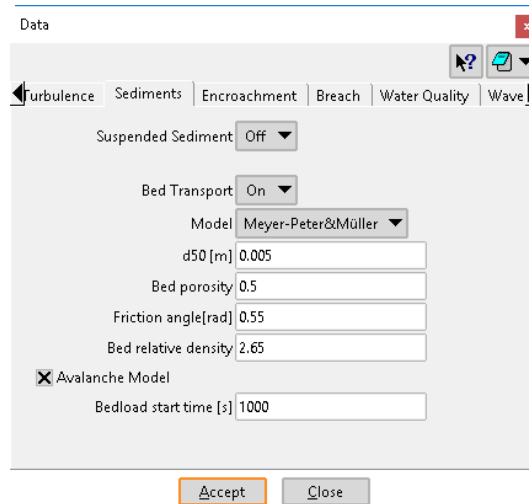 Data
x
?
Turbulence Sediments Encroachment Breach Water Quality Wave
Suspended Sediment Off
Bed Transport On
Model Meyer-Peter&Müller
d50 [m] 0.005
Bed porosity 0.5
Friction angle[rad] 0.55
Bed relative density 2.65
Avalanche Model
Bedload start time [s] 1000
Accept Close